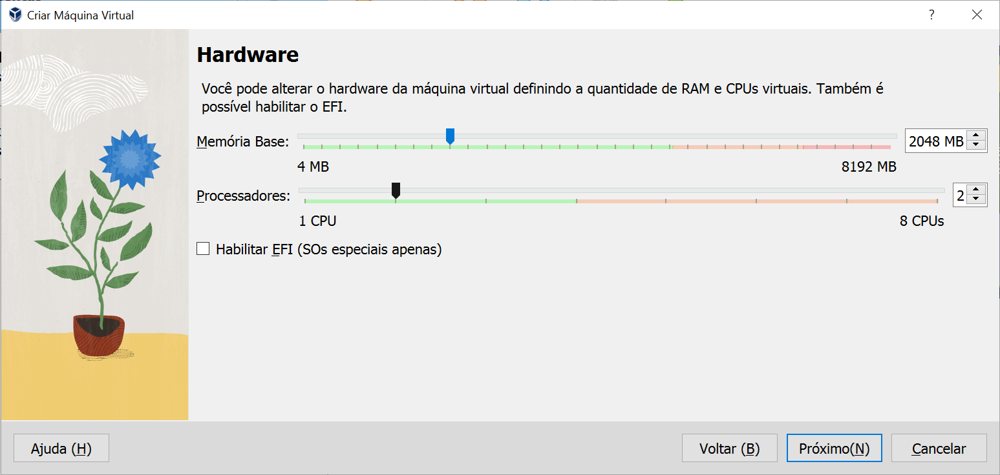 Criar Máquina Virtual
?
Hardware
Você pode alterar o hardware da máquina virtual definindo a quantidade de RAM e CPUs virtuais. Também é
possível habilitar o EFI.
Memória Base:
2048 MB
4 MB
8192 MB
Processadores:
2
1 CPU
8 CPUs
Habilitar EFI (SOs especiais apenas)
Ajuda (H)
Voltar (B)
Próximo(N)
Cancelar